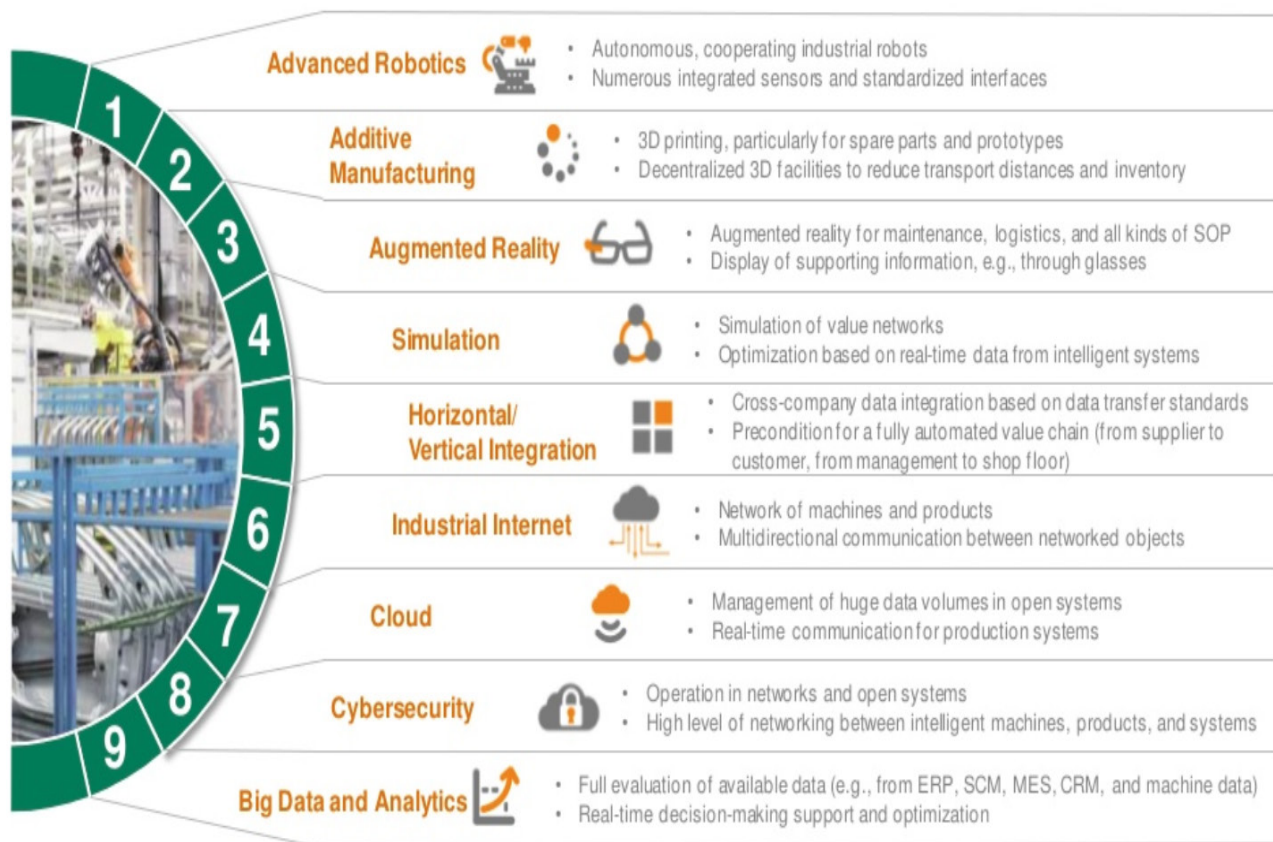 1
Advanced Robotics
• Autonomous, cooperating industrial robots
• Numerous integrated sensors and standardized interfaces
2
Additive
Manufacturing
• 3D printing, particularly for spare parts and prototypes
• Decentralized 3D facilities to reduce transport distances and inventory
3
Augmented Reality
• Augmented reality for maintenance, logistics, and all kinds of SOP
• Display of supporting information, e.g., through glasses
4
Simulation
• Simulation of value networks
• Optimization based on real-time data from intelligent systems
5
Horizontal/
Vertical Integration
• Cross-company data integration based on data transfer standards
• Precondition for a fully automated value chain (from supplier to
customer, from management to shop floor)
6
Industrial Internet
• Network of machines and products
• Multidirectional communication between networked objects
7
Cloud
• Management of huge data volumes in open systems
• Real-time communication for production systems
8
Cybersecurity
• Operation in networks and open systems
• High level of networking between intelligent machines, products, and systems
9
Big Data and Analytics
• Full evaluation of available data (e.g., from ERP, SCM, MES, CRM, and machine data)
• Real-time decision-making support and optimization